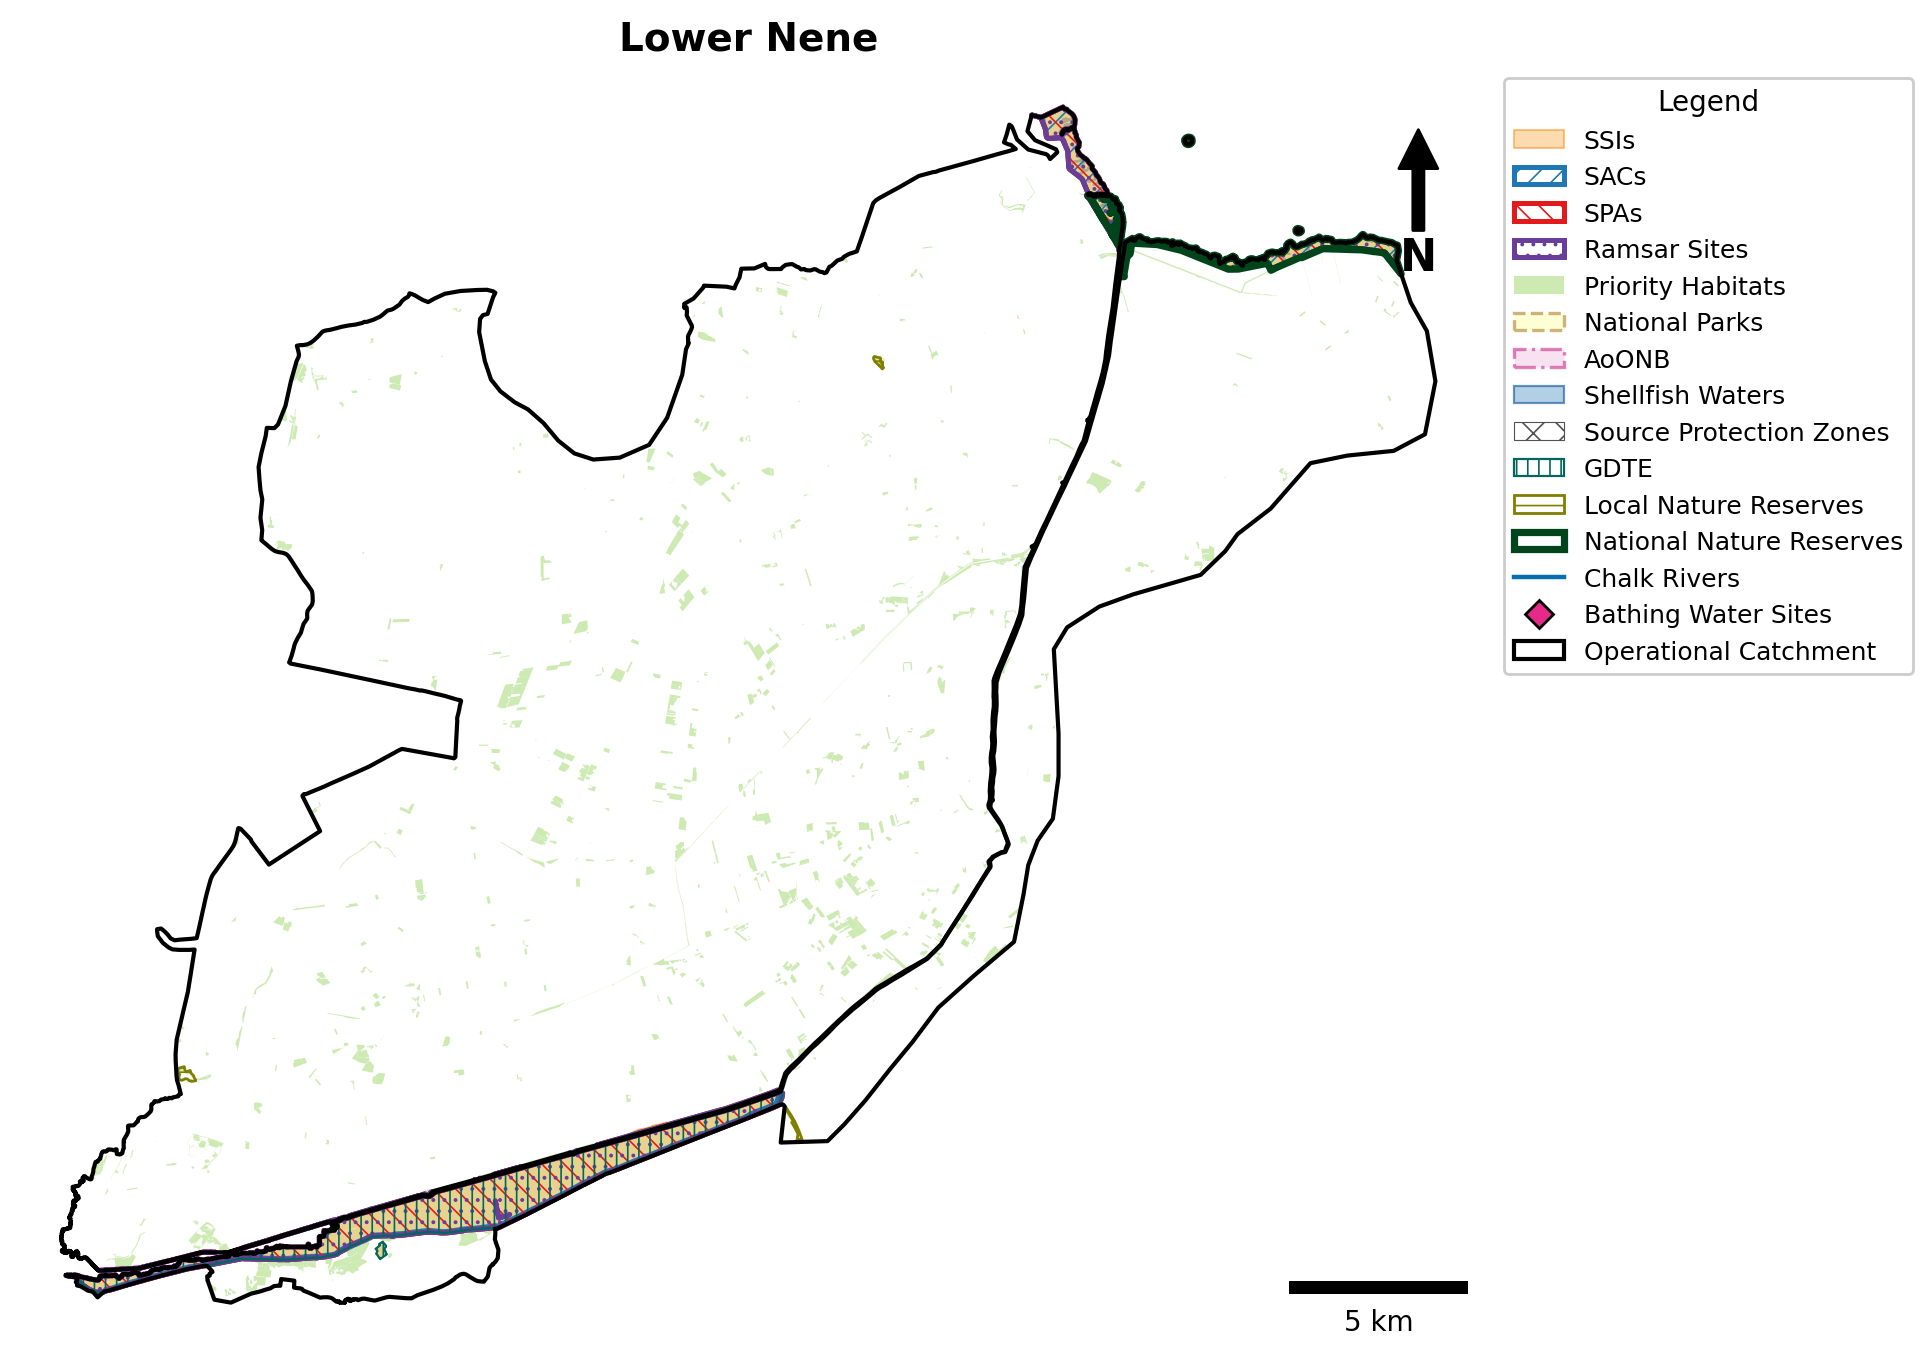 Lower Nene
Legend
SSIs
SACs
SPAs
Ramsar Sites
Priority Habitats
National Parks
AoONB
Shellfish Waters
Source Protection Zones
GDTE
Local Nature Reserves
National Nature Reserves
Chalk Rivers
Bathing Water Sites
Operational Catchment
N
5 km